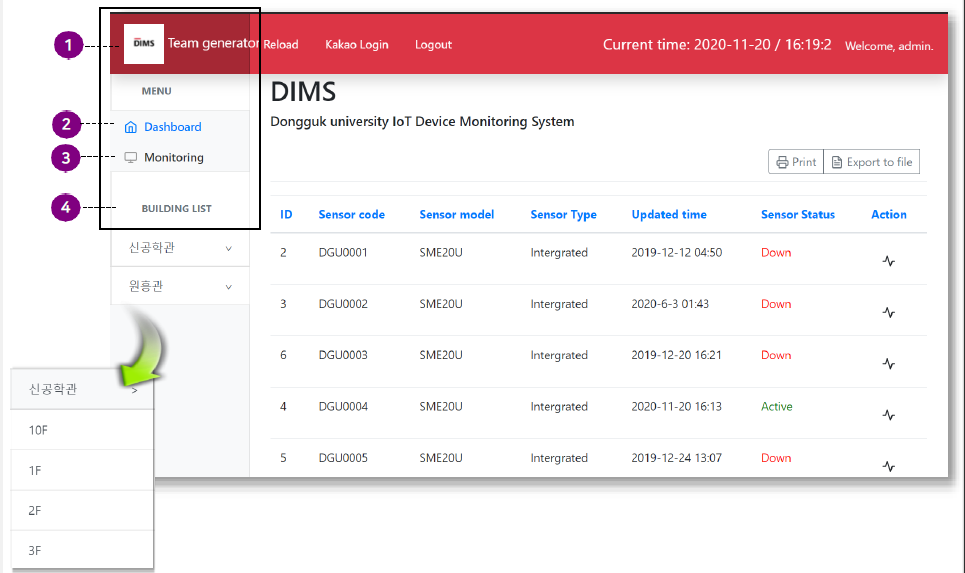 1
DIMS
Team generator
Reload
Kakao Login
Logout
Current time: 2020-11-20 / 16:19:2
Welcome, admin.
MENU
2
Dashboard
3
Monitoring
4
BUILDING LIST
신공학관
원흥관
신공학관 >
10F
1F
2F
3F
DIMS
Dongguk university IoT Device Monitoring System
Print
Export to file
ID Sensor code Sensor model Sensor Type Updated time Sensor Status Action
2 DGU0001 SME20U Intergrated 2019-12-12 04:50 Down
3 DGU0002 SME20U Intergrated 2020-6-3 01:43 Down
6 DGU0003 SME20U Intergrated 2019-12-20 16:21 Down
4 DGU0004 SME20U Intergrated 2020-11-20 16:13 Active
5 DGU0005 SME20U Intergrated 2019-12-24 13:07 Down